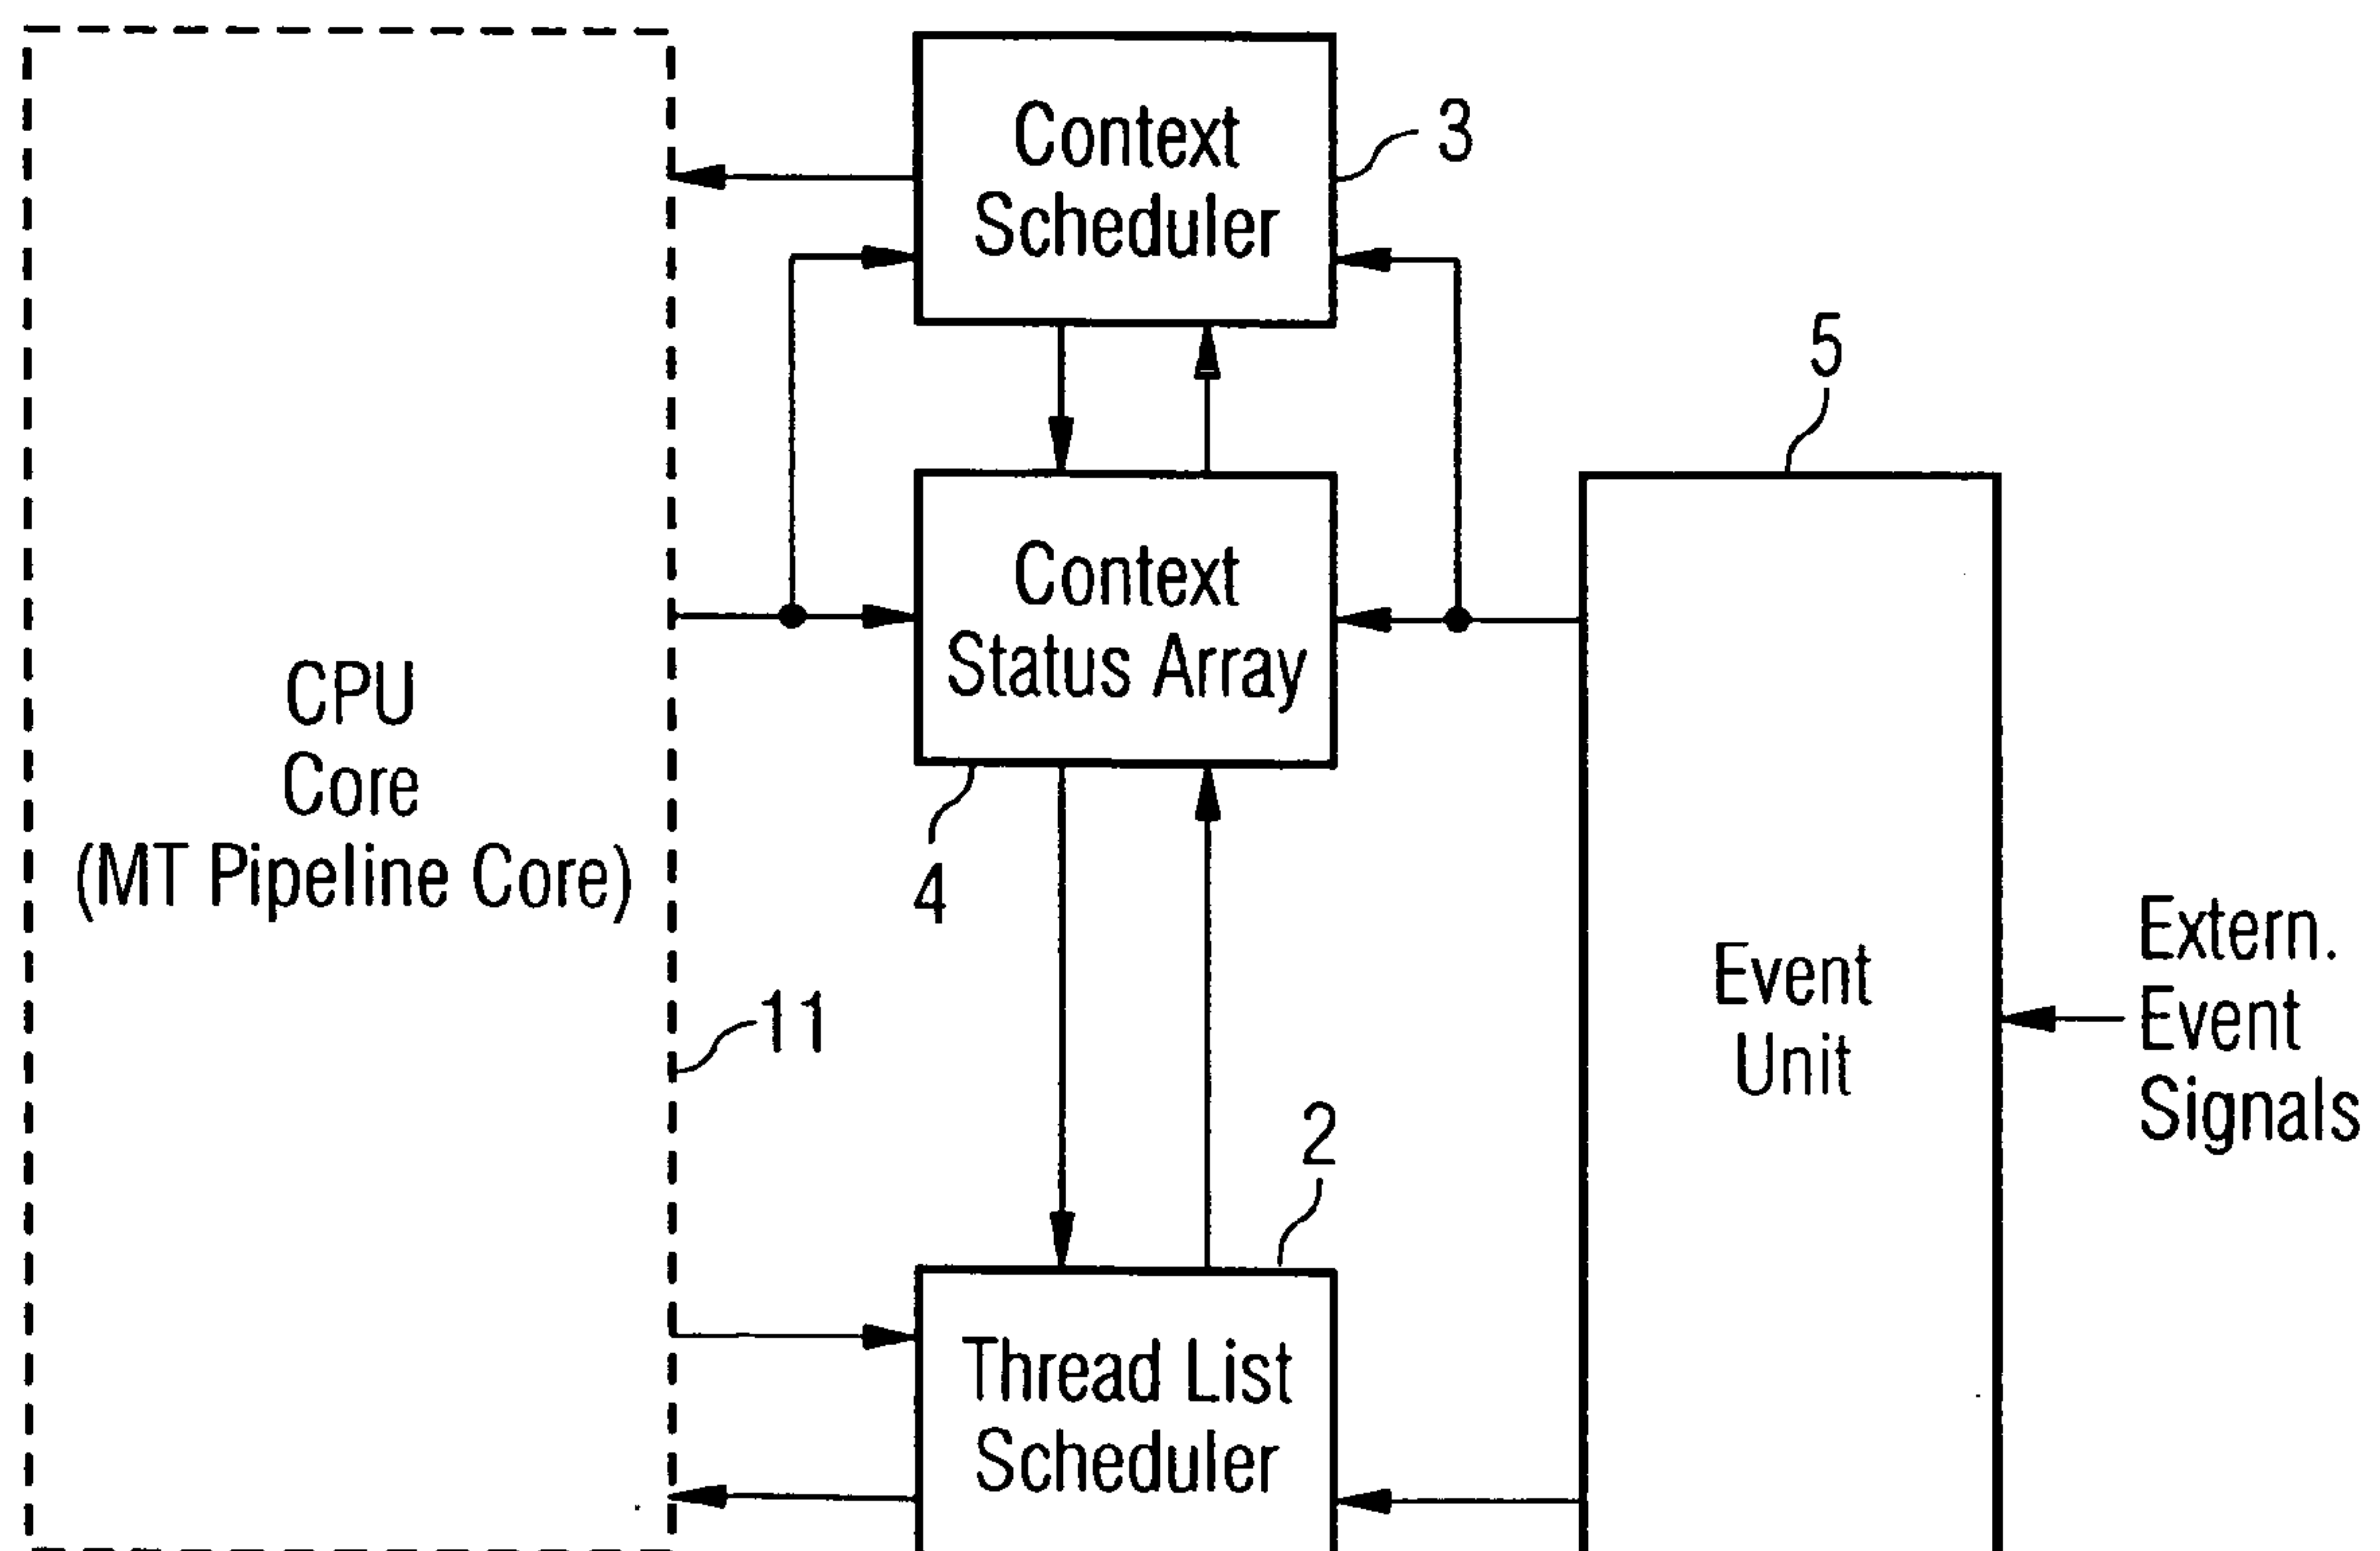 Context
Scheduler
3
5
Context
Status Array
4
CPU
Core
(MT Pipeline Core)
11
Event
Unit
Extern.
Event
Signals
2
Thread List
Scheduler